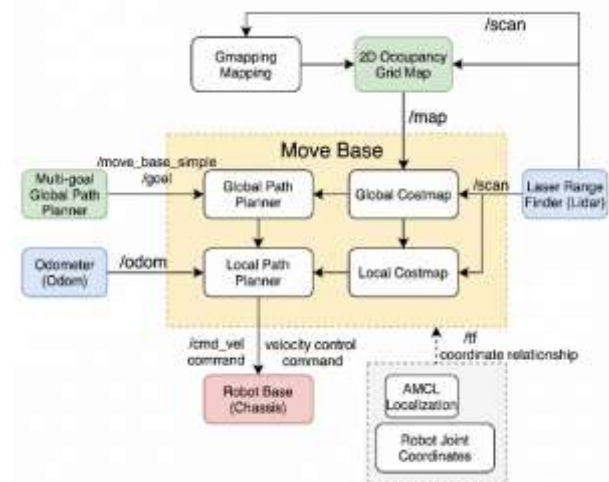 /scan
Gmapping
Mapping
2D Occupancy
Grid Map
/map
Move Base
/move_base_simple
/goal
Multi-goal
Global Path
Planner
Global Path
Planner
Global Costmap
/scan
Laser Range
Finder (Lidar)
Odometer
(Odom)
/odom
Local Path
Planner
Local Costmap
/cmd_vel
command
velocity control
command
/tf
coordinate relationship
Robot Base
(Chassis)
AMCL
Localization
Robot Joint
Coordinates